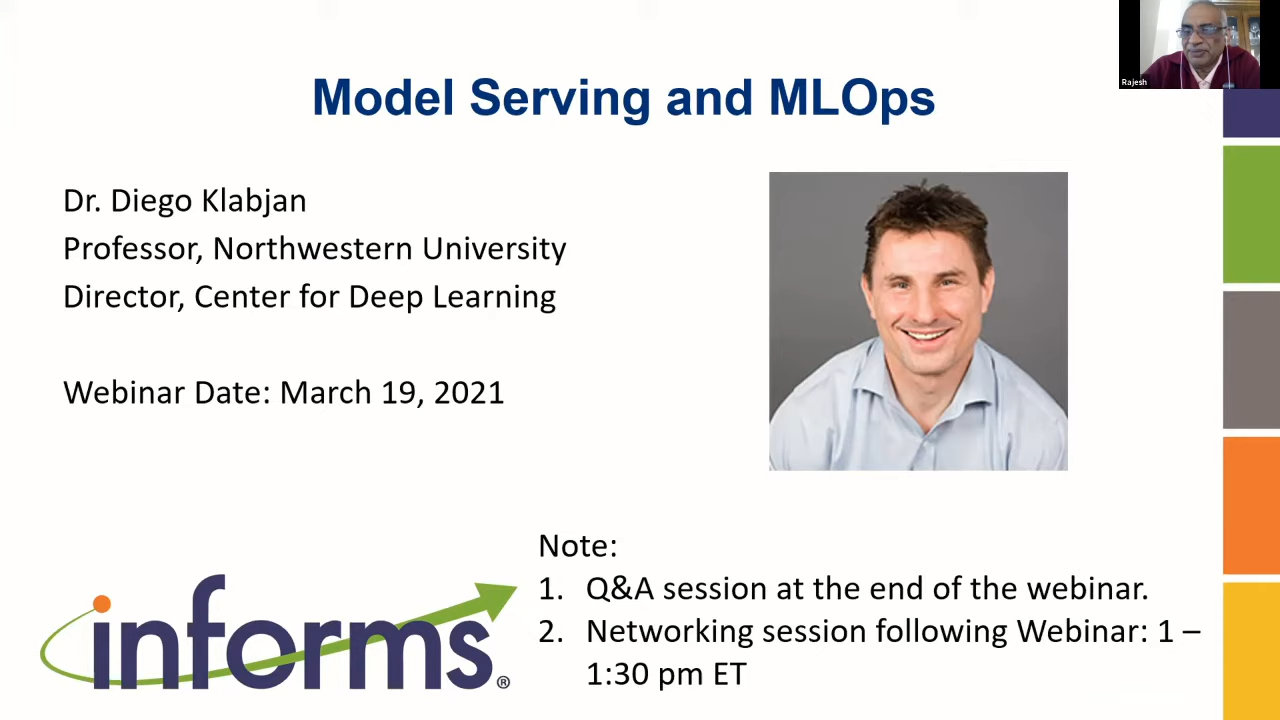 Rajesh
Model Serving and MLOps
Dr. Diego Klabjan
Professor, Northwestern University
Director, Center for Deep Learning
Webinar Date: March 19, 2021
Note:
1. Q&A session at the end of the webinar.
2. Networking session following Webinar: 1 –
1:30 pm ET
informs®